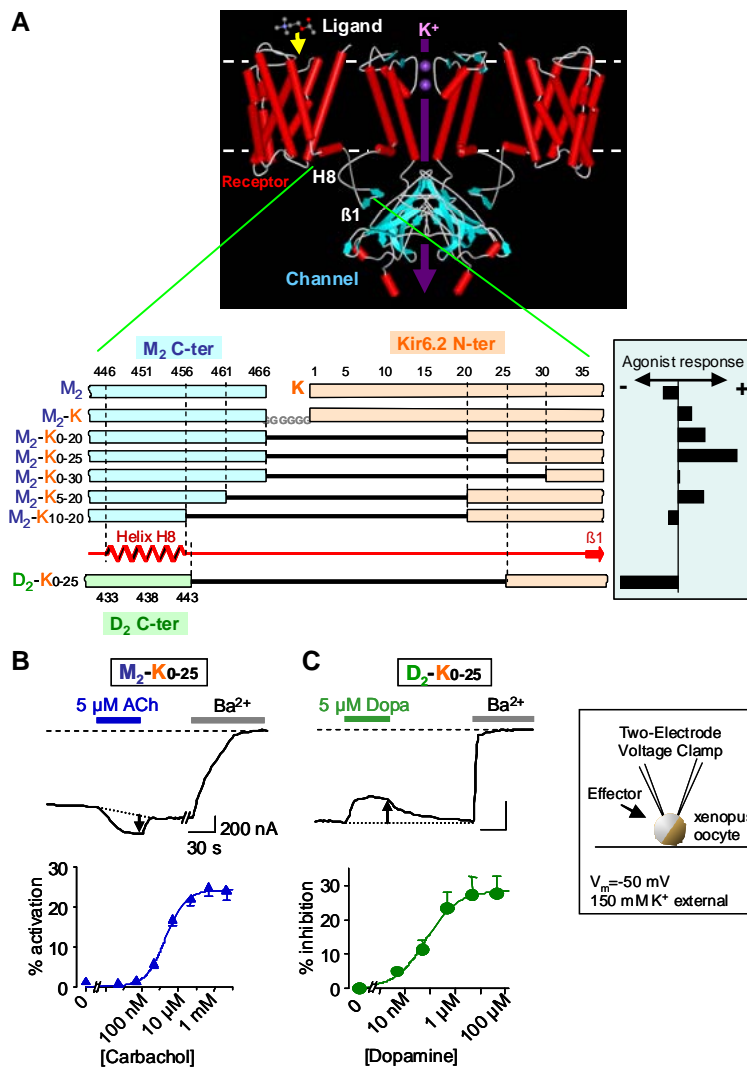 A
Ligand
K+
Receptor
H8
ß1
Channel
M2 C-ter
Kir6.2 N-ter
446 451 456 461 466
1 5 10 15 20 25 30 35
Agonist response
- +
M2
K
M2-K
GG GGGG
M2-K0-20
M2-K0-25
M2-K0-30
M2-K5-20
M2-K10-20
Helix H8
ß1
D2-K0-25
433 438 443
D2 C-ter
B
M2-K0-25
5 µM ACh
Ba2+
200 nA
30 s
% activation
30
20
10
0
0 100 nM 10 µM 1 mM
[Carbachol]
C
D2-K0-25
5 µM Dopa
Ba2+
% inhibition
30
20
10
0
0 10 nM 1 µM 100 µM
[Dopamine]
Two-Electrode
Voltage Clamp
Effector
xenopus
oocyte
Vm=-50 mV
150 mM K+ external